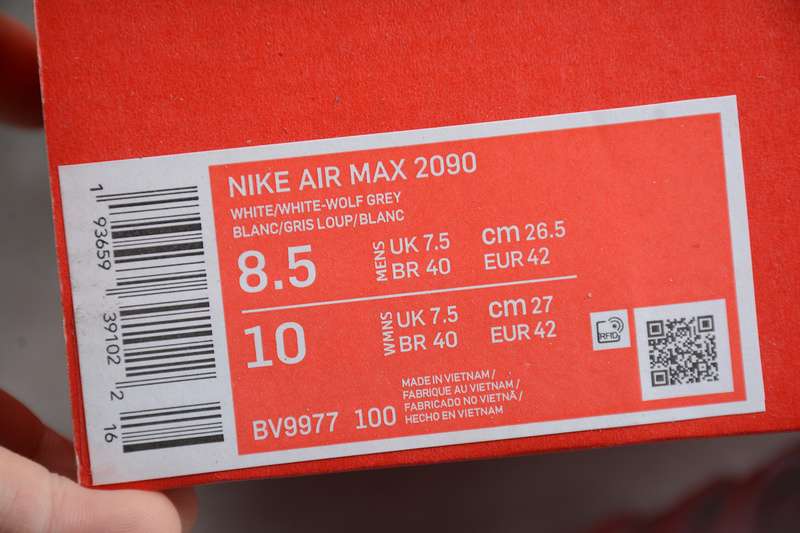 NIKE AIR MAX 2090
WHITE/WHITE-WOLF GREY
BLANC/GRIS LOUP/BLANC
8.5 MENS UK 7.5 cm 26.5
BR 40 EUR 42
10 WMNS UK 7.5 cm 27
BR 40 EUR 42
RFID
MADE IN VIETNAM /
FABRIQUE AU VIETNAM /
FABRICADO NO VIETNÃ /
HECHO EN VIETNAM
BV9977 100
1 93659 39102 2 16